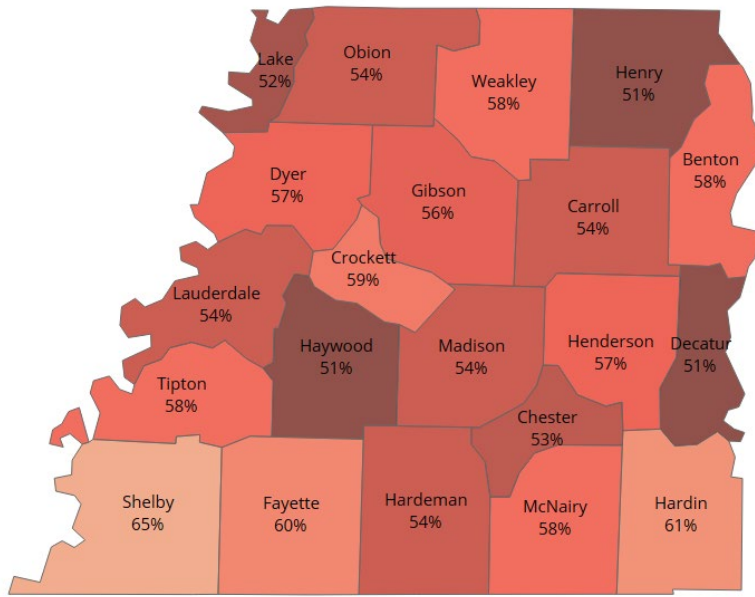 Lake
52%
Obion
54%
Weakley
58%
Henry
51%
Benton
58%
Dyer
57%
Gibson
56%
Carroll
54%
Crockett
59%
Lauderdale
54%
Haywood
51%
Madison
54%
Henderson
57%
Decatur
51%
Tipton
58%
Chester
53%
Shelby
65%
Fayette
60%
Hardeman
54%
McNairy
58%
Hardin
61%